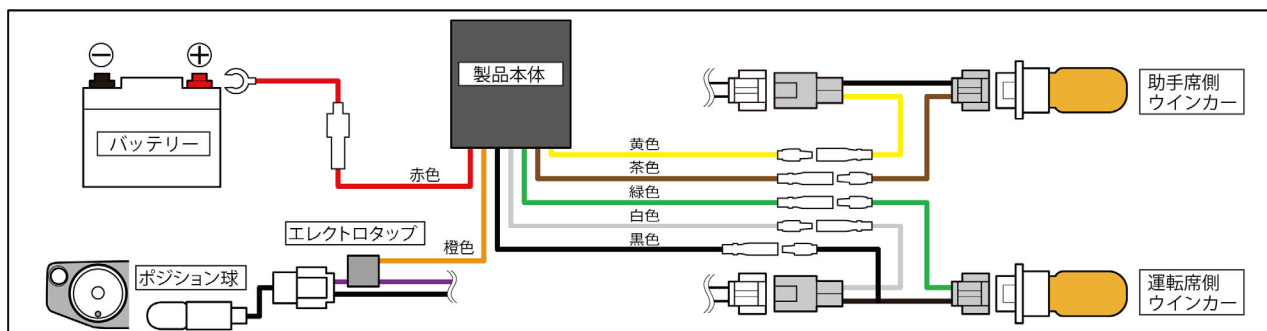 製品本体
バッテリー
赤色
エレクトロタップ
橙色
ポジション球
黄色
茶色
緑色
白色
黒色
助手席側
ウインカー
運転席側
ウインカー